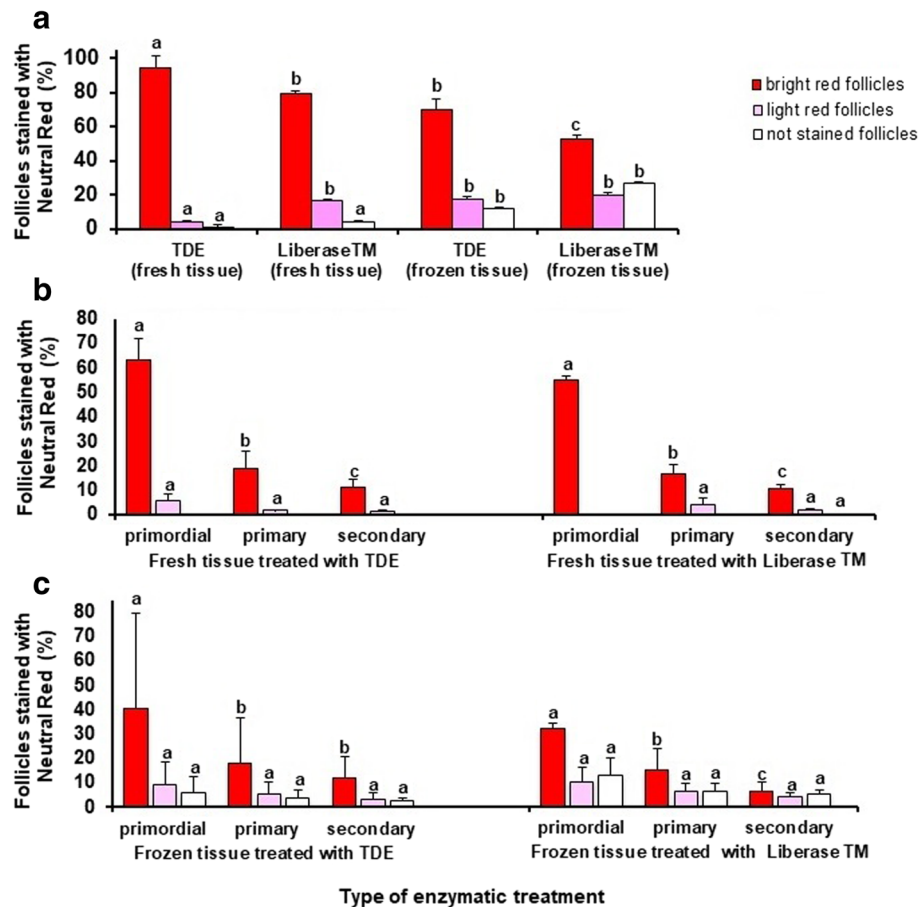 a
Follicles stained with
Neutral Red (%)
100
80
60
40
20
0
a
a
a
b
b
a
b
b
b
c
b
b
TDE
(fresh tissue)
LiberaseTM
(fresh tissue)
TDE
(frozen tissue)
LiberaseTM
(frozen tissue)
bright red follicles
light red follicles
not stained follicles
b
Follicles stained with
Neutral Red (%)
80
70
60
50
40
30
20
10
0
a
a
b
a
c
a
a
b
a
c
a
a
primordial primary secondary
Fresh tissue treated with TDE
primordial primary secondary
Fresh tissue treated with Liberase TM
c
Follicles stained with
Neutral Red (%)
80
70
60
50
40
30
20
10
0
a
a
a
b
a
a
b
a
a
a
a
a
b
a
a
c
a
a
primordial primary secondary
Frozen tissue treated with TDE
primordial primary secondary
Frozen tissue treated with Liberase TM
Type of enzymatic treatment